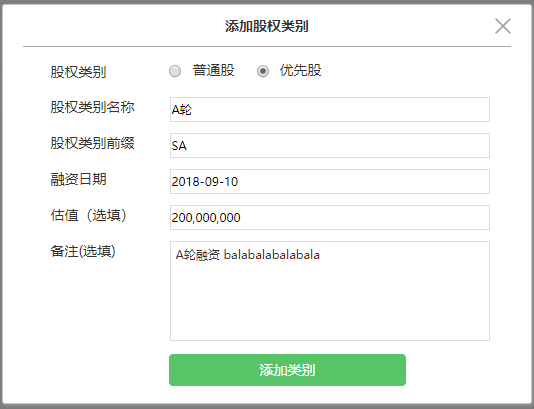 添加股权类别
股权类别 普通股 优先股
股权类别名称 A轮
股权类别前缀 SA
融资日期 2018-09-10
估值（选填） 200,000,000
备注(选填) A轮融资 balabalabalabala
添加类别